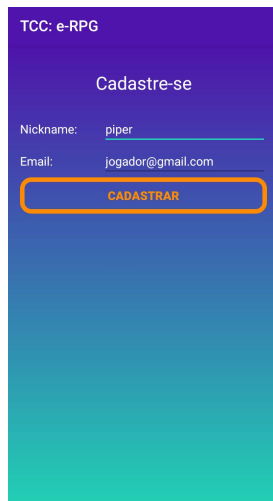 TCC: e-RPG
Cadastre-se
Nickname: piper
Email: jogador@gmail.com
CADASTRAR